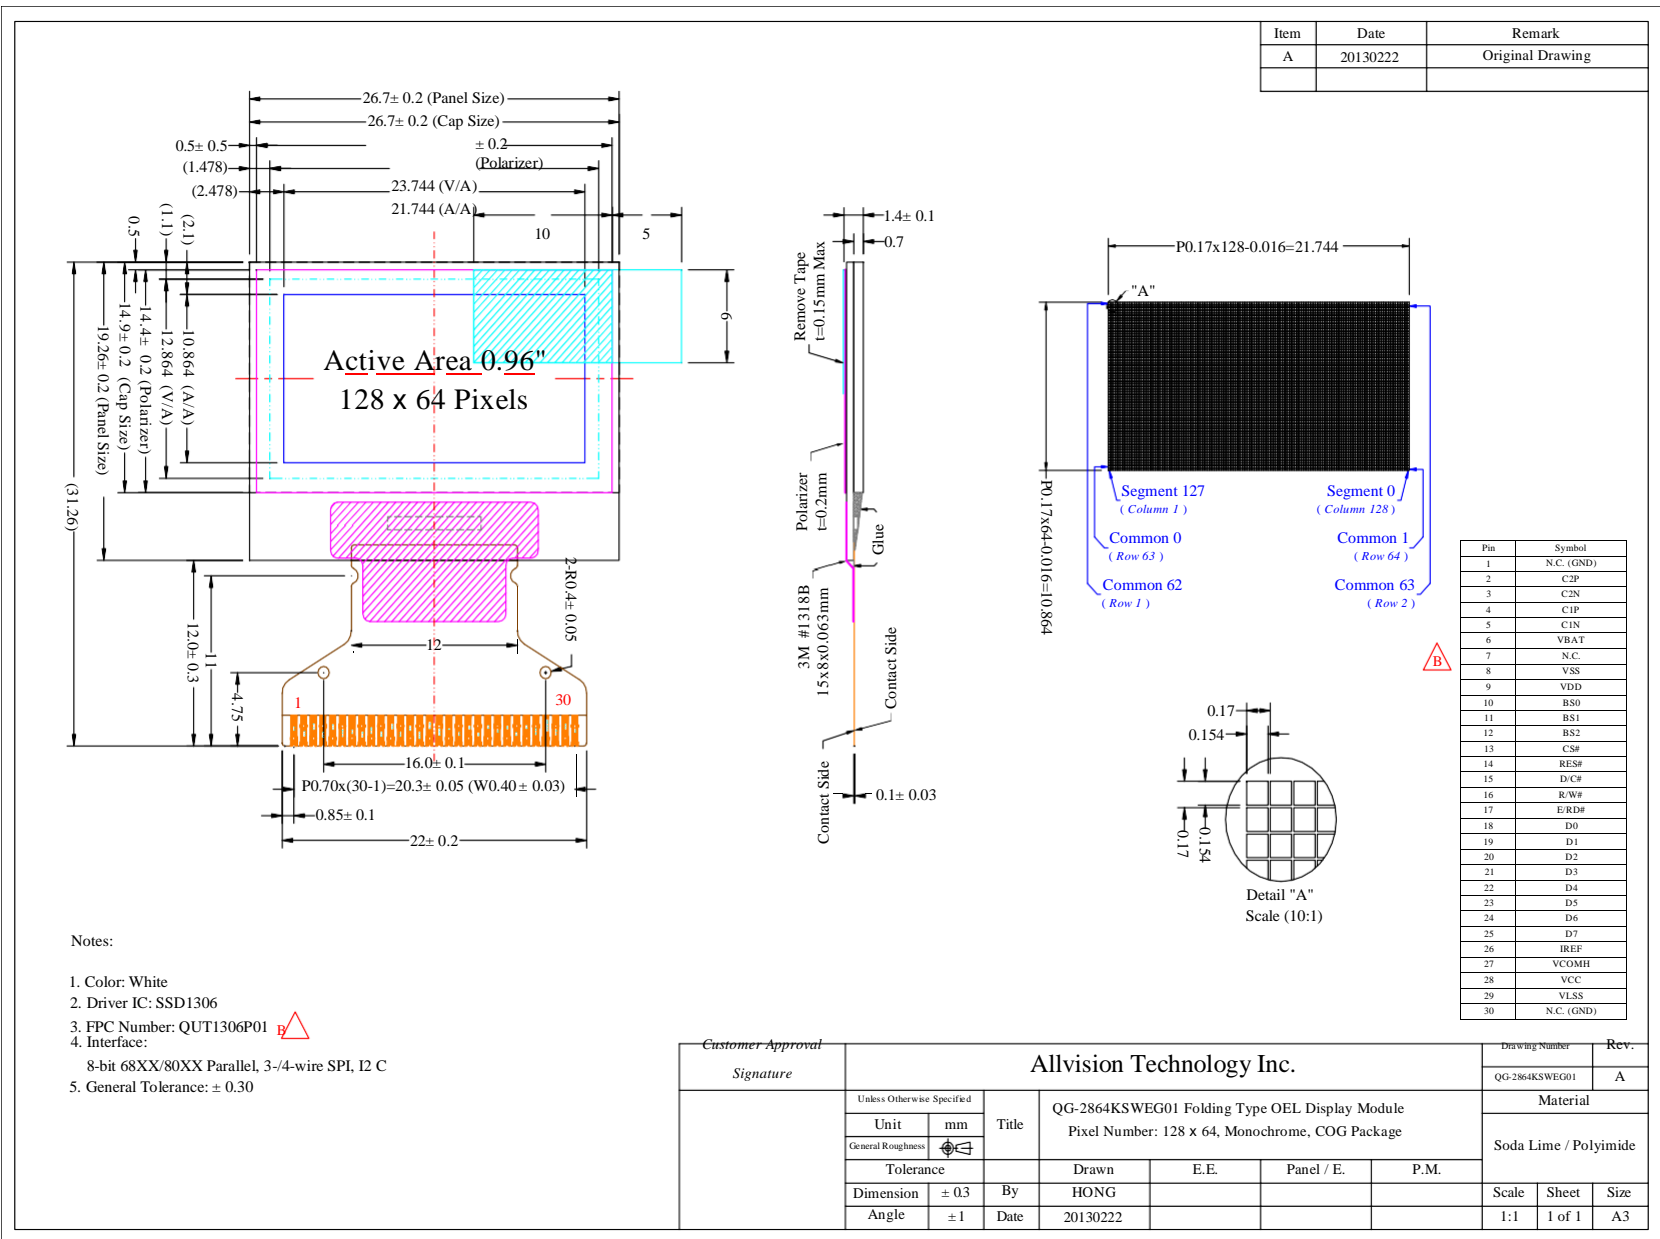 Item Date Remark
A 20130222 Original Drawing
26.7± 0.2 (Panel Size)
26.7± 0.2 (Cap Size)
0.5± 0.5
± 0.2
(Polarizer)
(1.478)
(2.478)
23.744 (V/A)
21.744 (A/A)
10
5
0.5
(1.1)
(2.1)
9
(31.26)
19.26± 0.2 (Panel Size)
14.9± 0.2 (Cap Size)
14.4± 0.2 (Polarizer)
12.864 (V/A)
10.864 (A/A)
Active Area 0.96"
128 x 64 Pixels
2-R0.4± 0.05
12
12.0± 0.3
11
4.75
1
30
16.0± 0.1
P0.70x(30-1)=20.3± 0.05 (W0.40± 0.03)
0.85± 0.1
22± 0.2
1.4± 0.1
0.7
Remove Tape
t=0.15mm Max
Polarizer
t=0.2mm
Glue
3M #1318B
15x8x0.063mm
Contact Side
Contact Side
0.1± 0.03
P0.17x128-0.016=21.744
"A"
P0.17x64-0.016=10.864
Segment 127
( Column 1 )
Segment 0
( Column 128 )
Common 0
( Row 63 )
Common 1
( Row 64 )
Common 62
( Row 1 )
Common 63
( Row 2 )
B
0.17
0.154
0.17
0.154
Detail "A"
Scale (10:1)
Pin Symbol
1 N.C. (GND)
2 C2P
3 C2N
4 C1P
5 C1N
6 VBAT
7 N.C.
8 VSS
9 VDD
10 BS0
11 BS1
12 BS2
13 CS#
14 RES#
15 D/C#
16 R/W#
17 E/RD#
18 D0
19 D1
20 D2
21 D3
22 D4
23 D5
24 D6
25 D7
26 IREF
27 VCOMH
28 VCC
29 VLSS
30 N.C. (GND)
Notes:
1. Color: White
2. Driver IC: SSD1306
3. FPC Number: QUT1306P01 B
4. Interface:
8-bit 68XX/80XX Parallel, 3-/4-wire SPI, I2 C
5. General Tolerance: ± 0.30
Customer Approval
Signature
Allvision Technology Inc.
Drawing Number Rev.
QG-2864KSWEG01 A
Unless Otherwise Specified
Unit mm
General Roughness
Title
QG-2864KSWEG01 Folding Type OEL Display Module
Pixel Number: 128 x 64, Monochrome, COG Package
Material
Soda Lime / Polyimide
Tolerance Drawn E.E. Panel / E. P.M.
Dimension ± 0.3 By HONG Scale Sheet Size
Angle ± 1 Date 20130222 1:1 1 of 1 A3